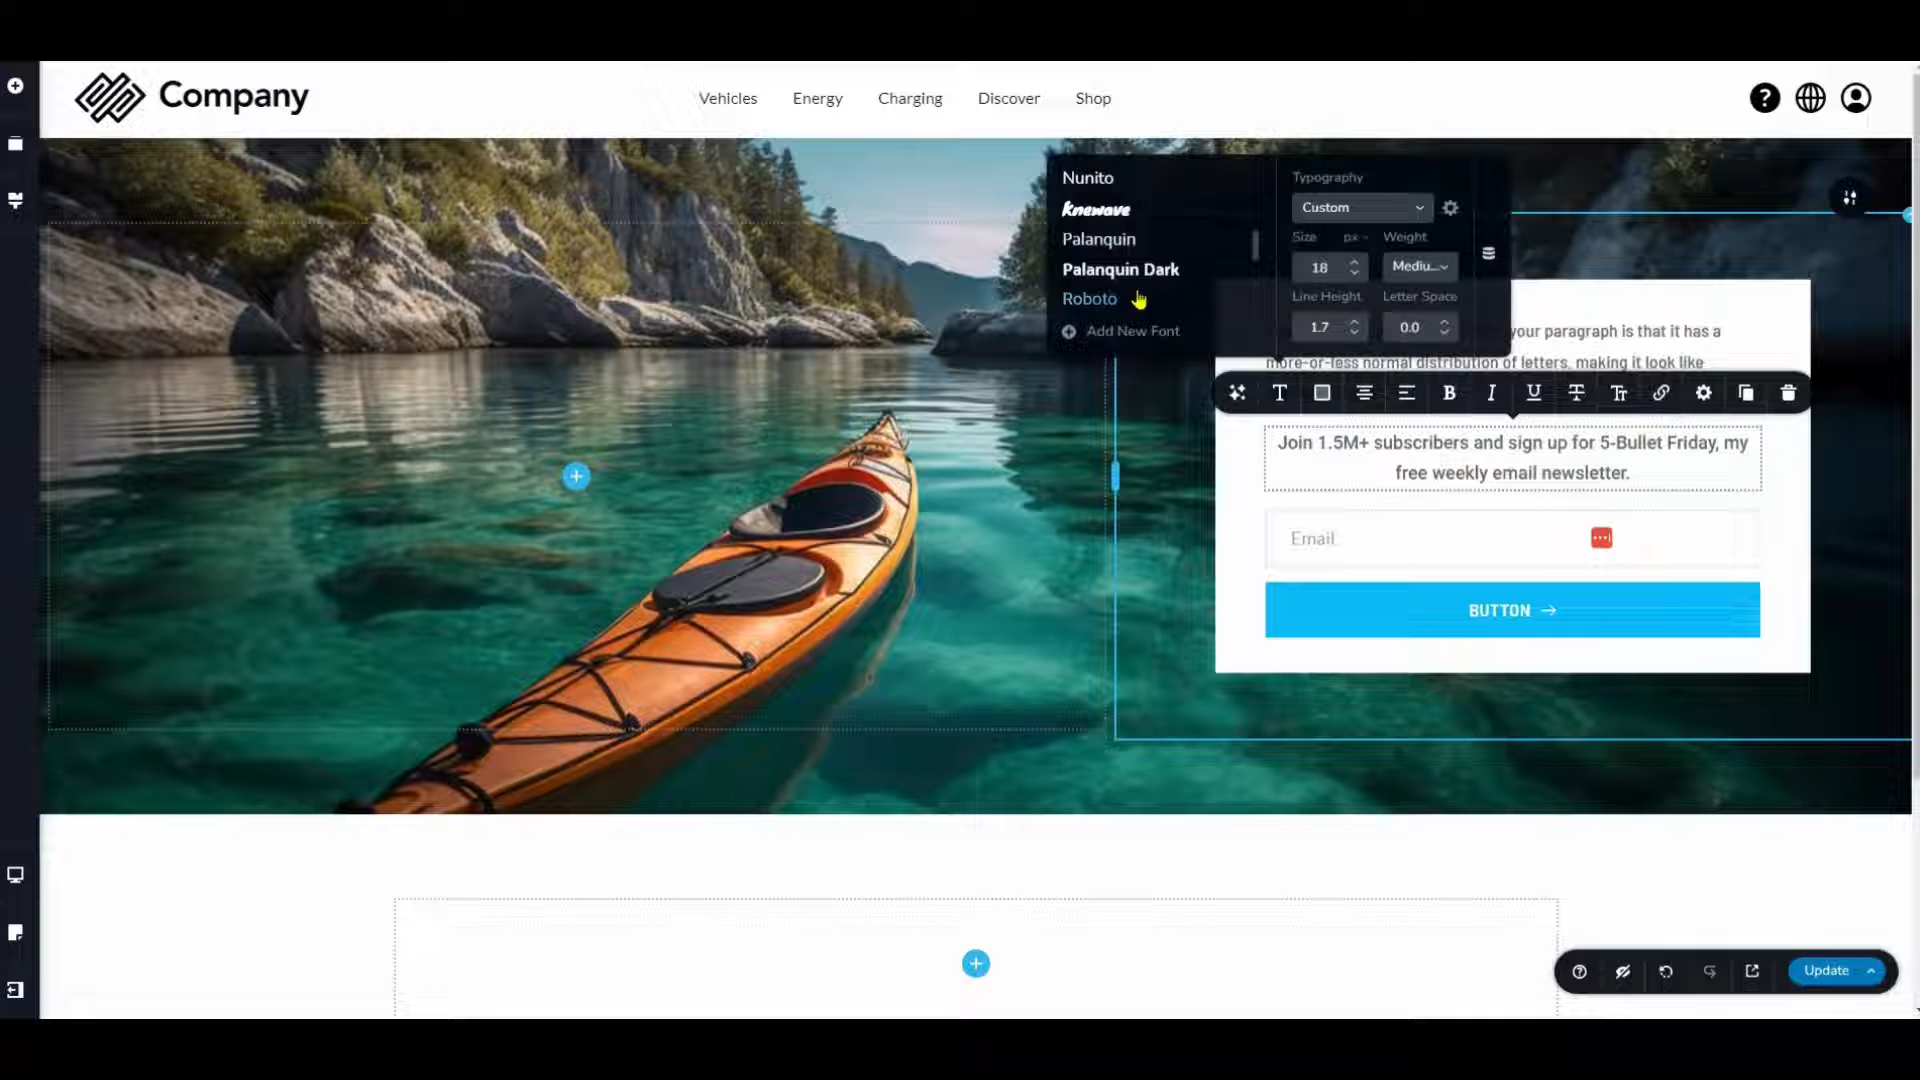 Company
Vehicles Energy Charging Discover Shop
Nunito
Knewave
Palanquin
Palanquin Dark
Roboto
Add New Font
Typography
Custom
Size px Weight
18 Mediu...
Line Height Letter Space
1.7 0.0
your paragraph is that it has a
more-or-less normal distribution of letters, making it look like
T B I U T Tr
Join 1.5M+ subscribers and sign up for 5-Bullet Friday, my
free weekly email newsletter.
Email
BUTTON →
Update